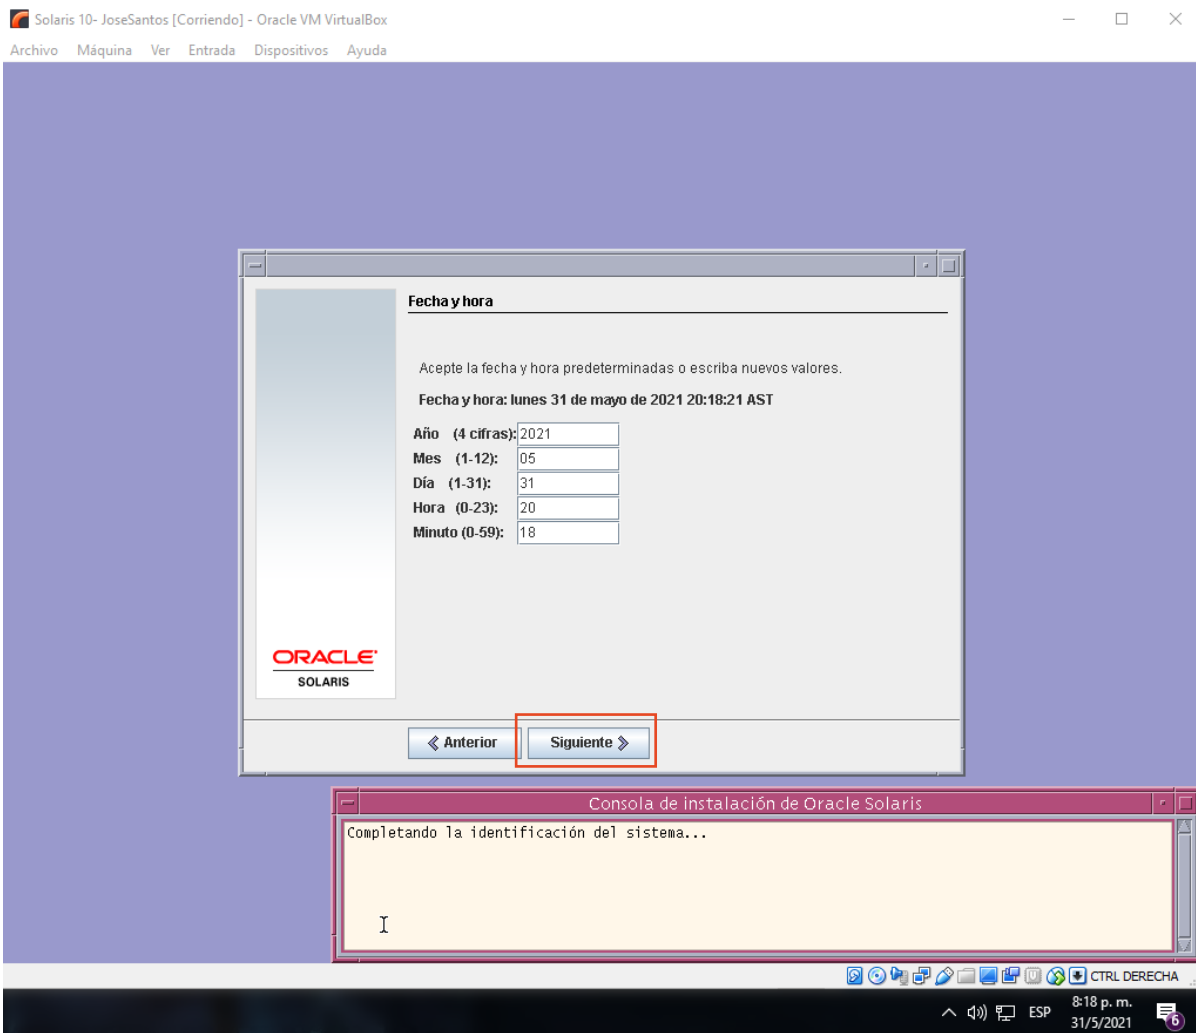 Solaris 10- JoseSantos [Corriendo] - Oracle VM VirtualBox
Archivo Máquina Ver Entrada Dispositivos Ayuda
Fecha y hora
Acepte la fecha y hora predeterminadas o escriba nuevos valores.
Fecha y hora: lunes 31 de mayo de 2021 20:18:21 AST
Año (4 cifras): 2021
Mes (1-12): 05
Día (1-31): 31
Hora (0-23): 20
Minuto (0-59): 18
ORACLE
SOLARIS
Anterior Siguiente
Consola de instalación de Oracle Solaris
Completando la identificación del sistema...
CTRL DERECHA
ESP 8:18 p. m.
31/5/2021
6